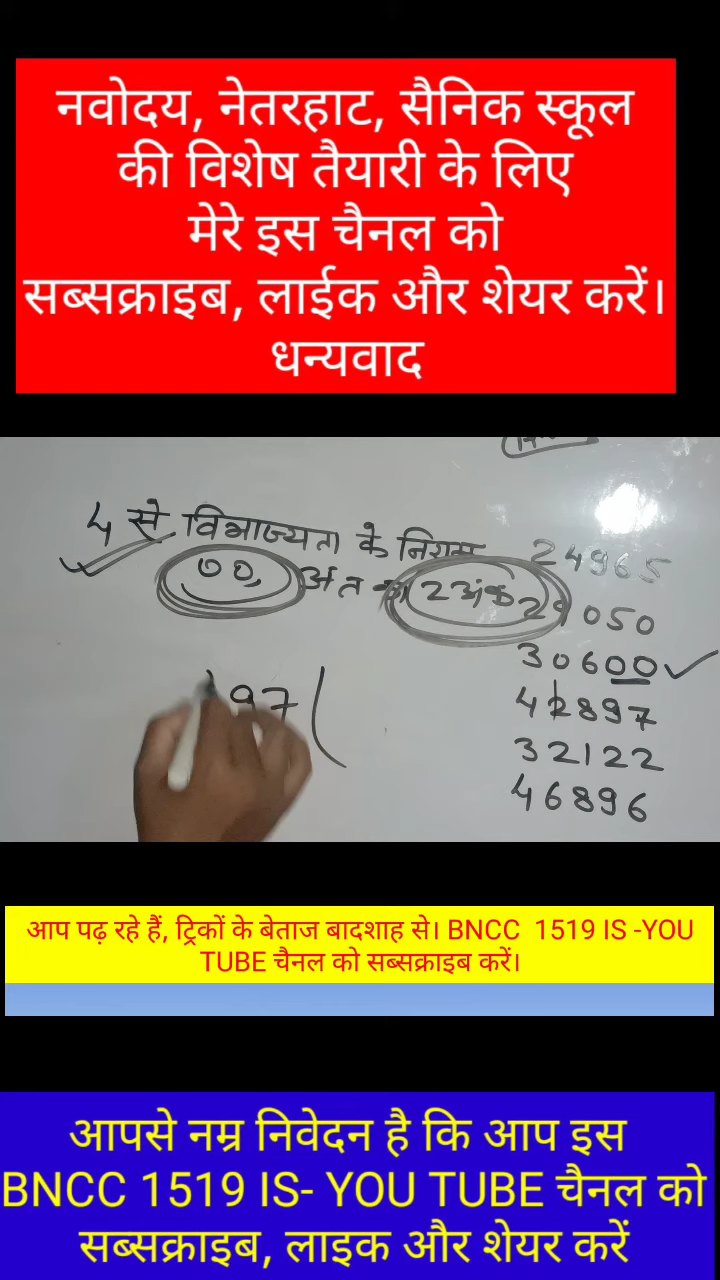 नवोदय, नेतरहाट, सैनिक स्कूल
की विशेष तैयारी के लिए
मेरे इस चैनल को
सब्सक्राइब, लाईक और शेयर करें।
धन्यवाद
4 से विभाज्यता के नियम
00, अंत का 2 अंक
24965
29050
30600
42897
32122
46896
97(
आप पढ़ रहे हैं, ट्रिकों के बेताज बादशाह से। BNCC 1519 IS -YOU
TUBE चैनल को सब्सक्राइब करें।
आपसे नम्र निवेदन है कि आप इस
BNCC 1519 IS- YOU TUBE चैनल को
सब्सक्राइब, लाइक और शेयर करें